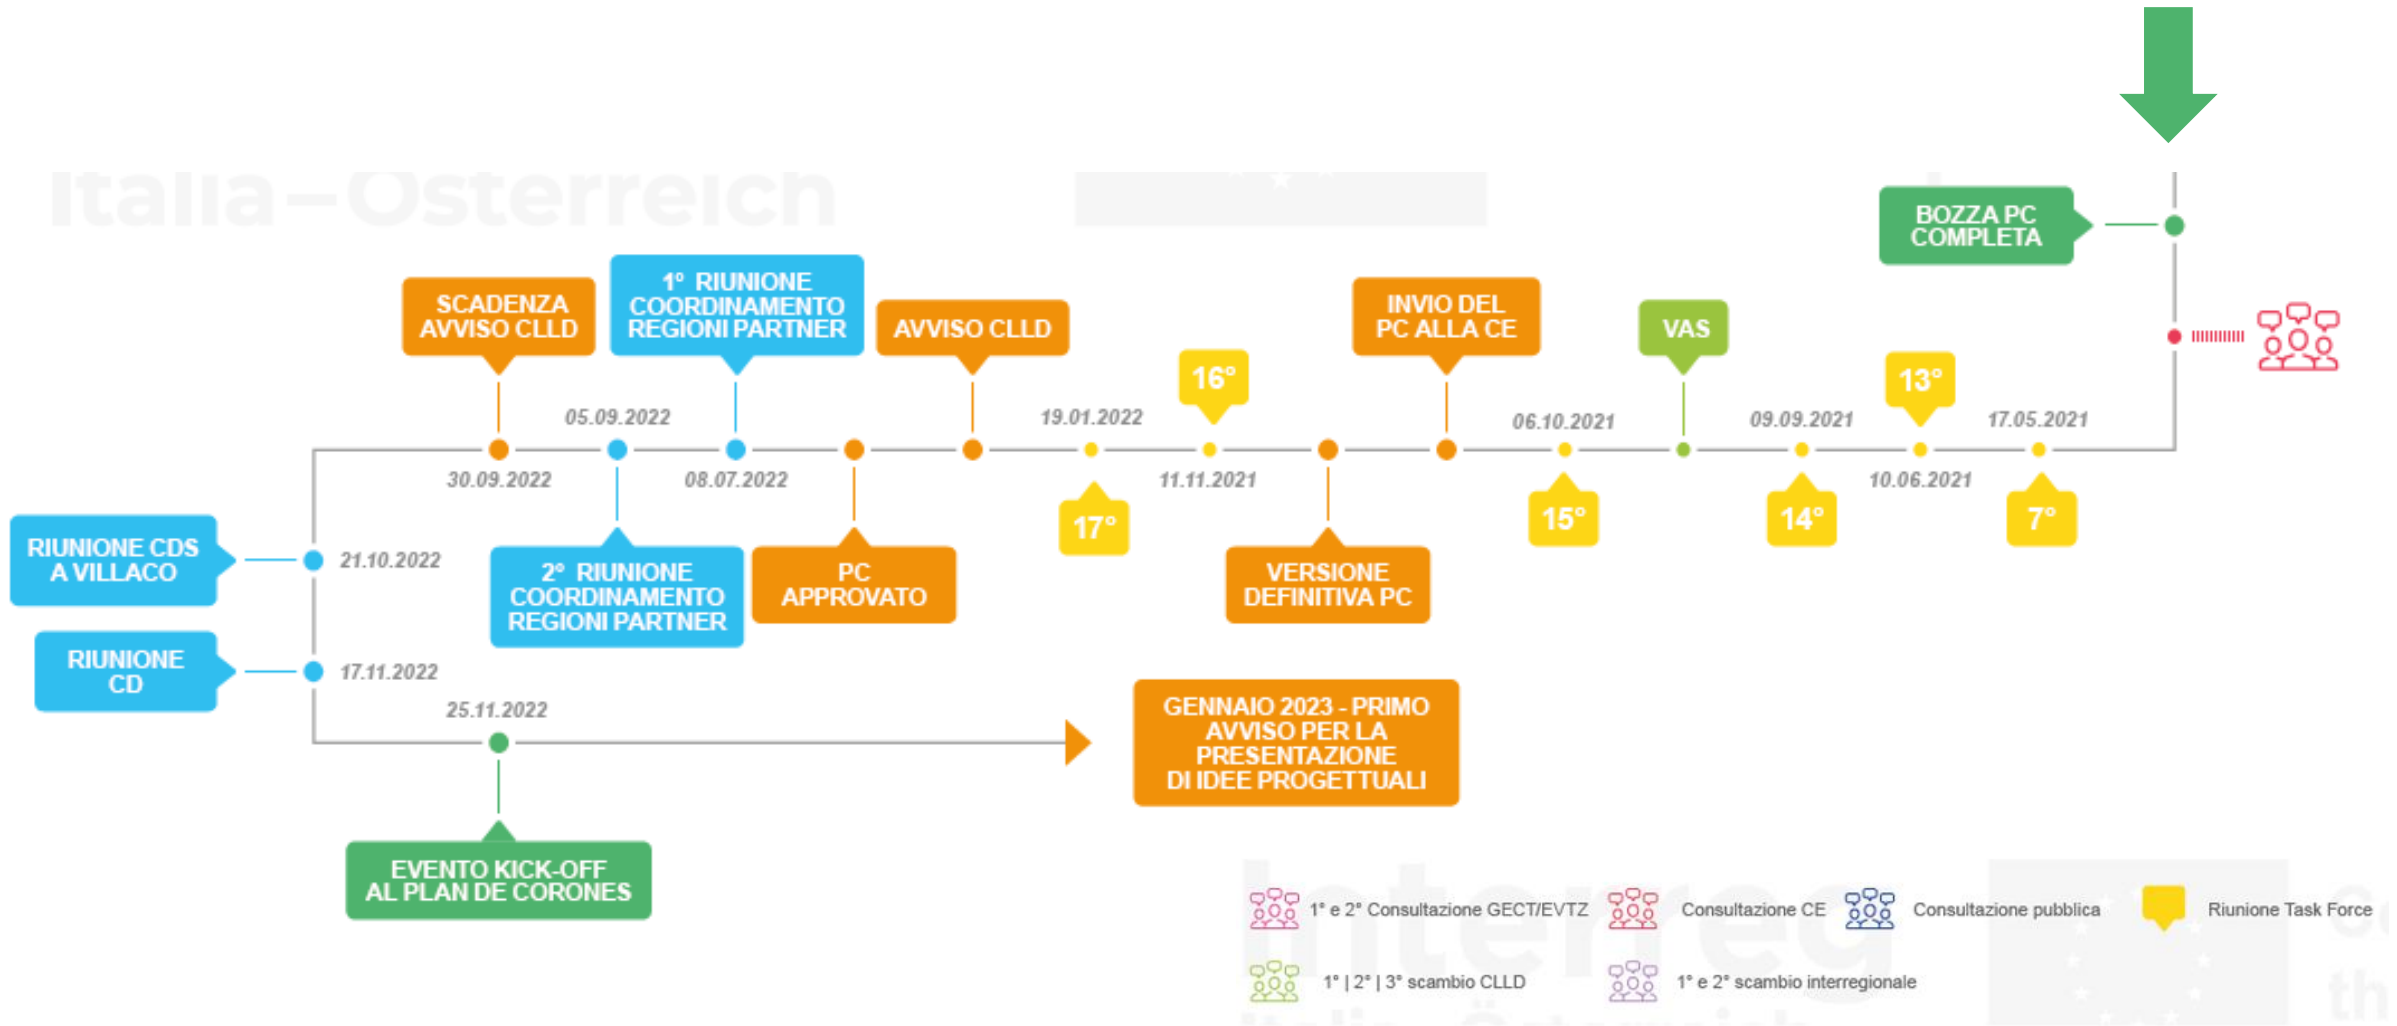 Italia–Österreich
BOZZA PC
COMPLETA
SCADENZA
AVVISO CLLD
1° RIUNIONE
COORDINAMENTO
REGIONI PARTNER
AVVISO CLLD
16°
INVIO DEL
PC ALLA CE
VAS
13°
05.09.2022
19.01.2022
06.10.2021
09.09.2021
17.05.2021
30.09.2022
08.07.2022
11.11.2021
10.06.2021
17°
15°
14°
7°
RIUNIONE CDS
A VILLACO
21.10.2022
2° RIUNIONE
COORDINAMENTO
REGIONI PARTNER
PC
APPROVATO
VERSIONE
DEFINITIVA PC
RIUNIONE
CD
17.11.2022
25.11.2022
GENNAIO 2023 - PRIMO
AVVISO PER LA
PRESENTAZIONE
DI IDEE PROGETTUALI
EVENTO KICK-OFF
AL PLAN DE CORONES
Interreg
1° e 2° Consultazione GECT/EVTZ
Consultazione CE
Consultazione pubblica
Riunione Task Force
1° | 2° | 3° scambio CLLD
1° e 2° scambio interregionale